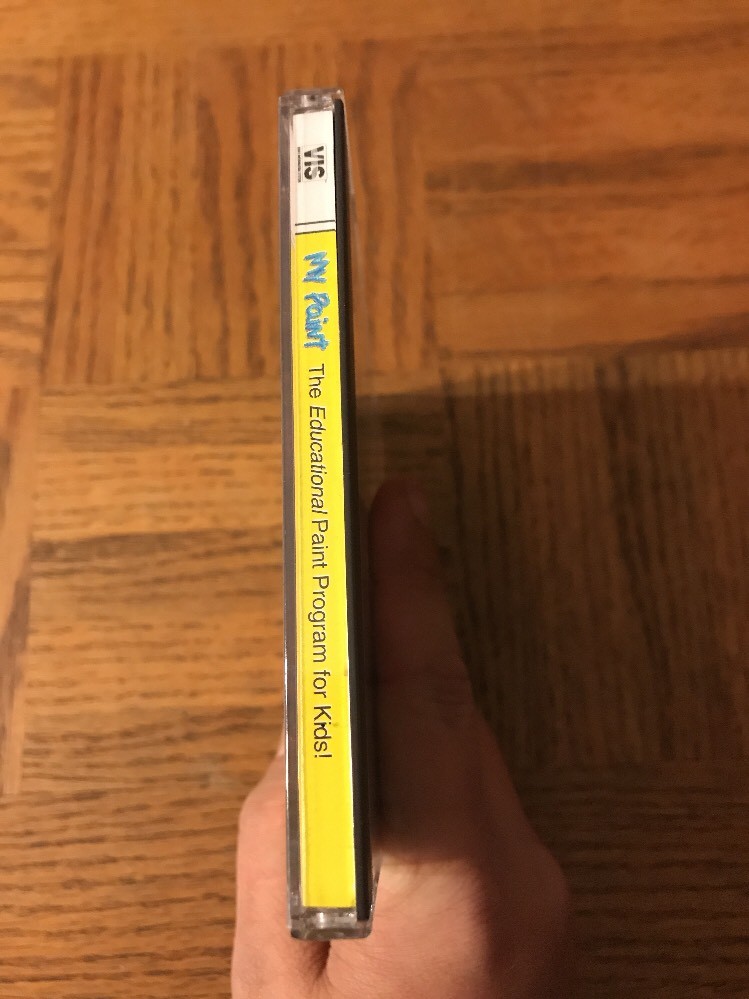 VIS
My Paint The Educational Paint Program for Kids!